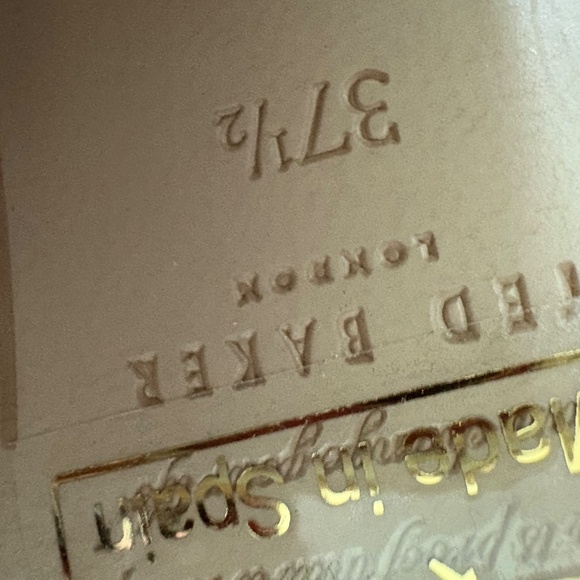 Made in Spain
TED BAKER
LONDON
37½